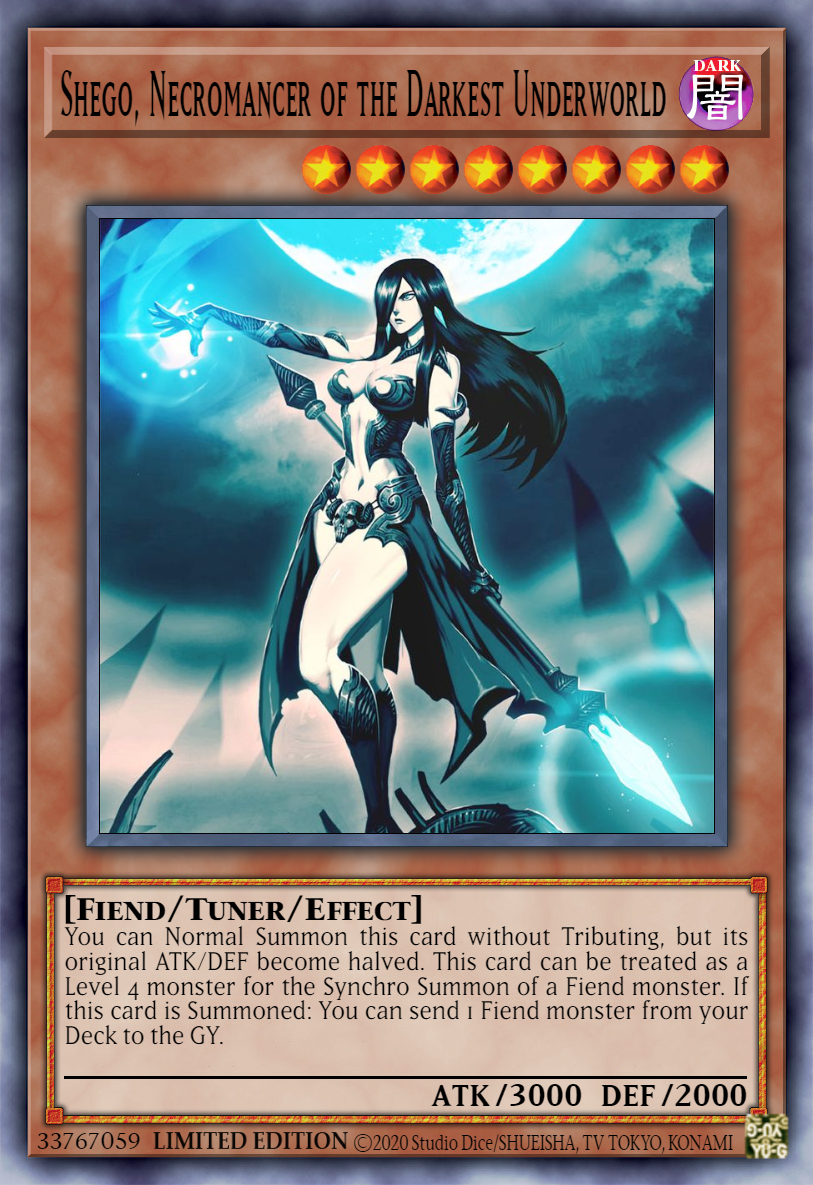 Shego, Necromancer of the Darkest Underworld
DARK
闇
[Fiend/Tuner/Effect]
You can Normal Summon this card without Tributing, but its
original ATK/DEF become halved. This card can be treated as a
Level 4 monster for the Synchro Summon of a Fiend monster. If
this card is Summoned: You can send 1 Fiend monster from your
Deck to the GY.
ATK/3000 DEF/2000
33767059 LIMITED EDITION ©2020 Studio Dice/SHUEISHA, TV TOKYO, KONAMI